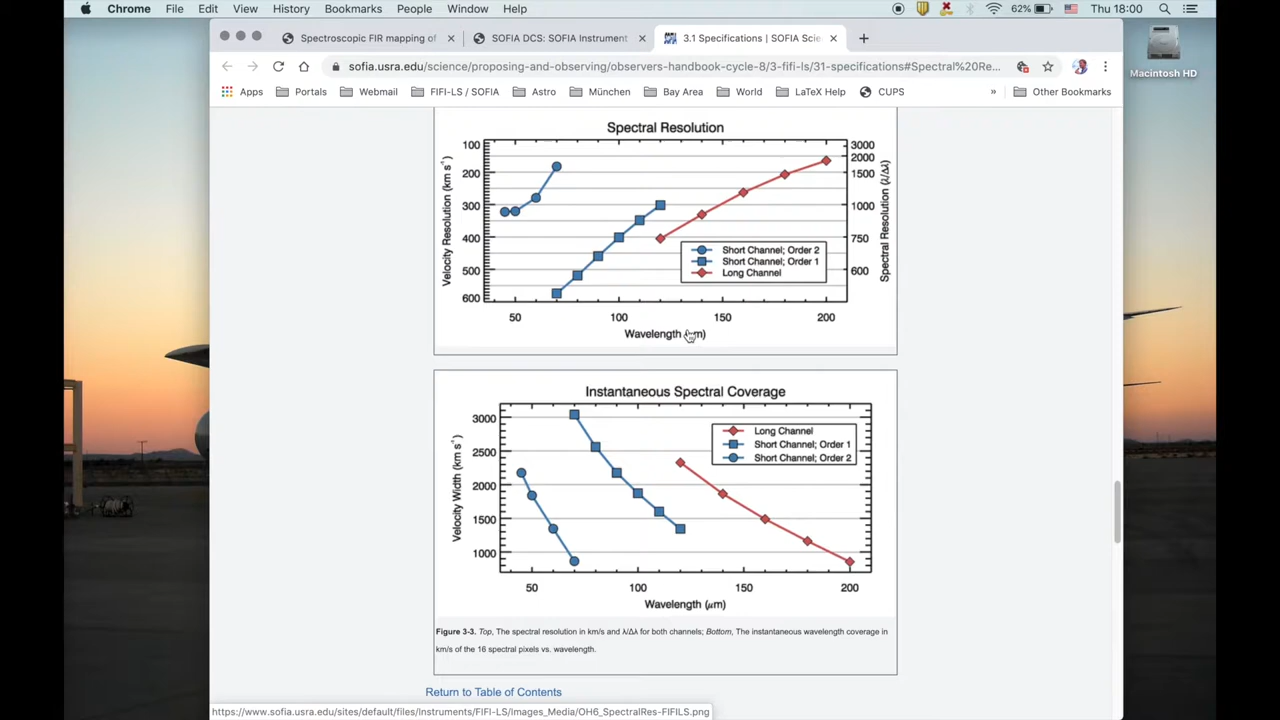 Chrome File Edit View History Bookmarks People Window Help 62% Thu 18:00
Spectroscopic FIR mapping of SOFIA DCS: SOFIA Instrument 3.1 Specifications | SOFIA Scie
sofia.usra.edu/science/proposing-and-observing/observers-handbook-cycle-8/3-fifi-ls/31-specifications#Spectral%20Re...
Macintosh HD
Apps Portals Webmail FIFI-LS / SOFIA Astro München Bay Area World LaTeX Help CUPS » Other Bookmarks
Spectral Resolution
Velocity Resolution (km s⁻¹)
100
200
300
400
500
600
3000
2000
1500
1000
750
600
Spectral Resolution (λ/Δλ)
Short Channel; Order 2
Short Channel; Order 1
Long Channel
50 100 150 200
Wavelength m)
Instantaneous Spectral Coverage
Velocity Width (km s⁻¹)
3000
2500
2000
1500
1000
Long Channel
Short Channel; Order 1
Short Channel; Order 2
50 100 150 200
Wavelength (μm)
Figure 3-3. Top, The spectral resolution in km/s and λ/Δλ for both channels; Bottom, The instantaneous wavelength coverage in
km/s of the 16 spectral pixels vs. wavelength.
Return to Table of Contents
https://www.sofia.usra.edu/sites/default/files/Instruments/FIFI-LS/Images_Media/OH6_SpectralRes-FIFILS.png